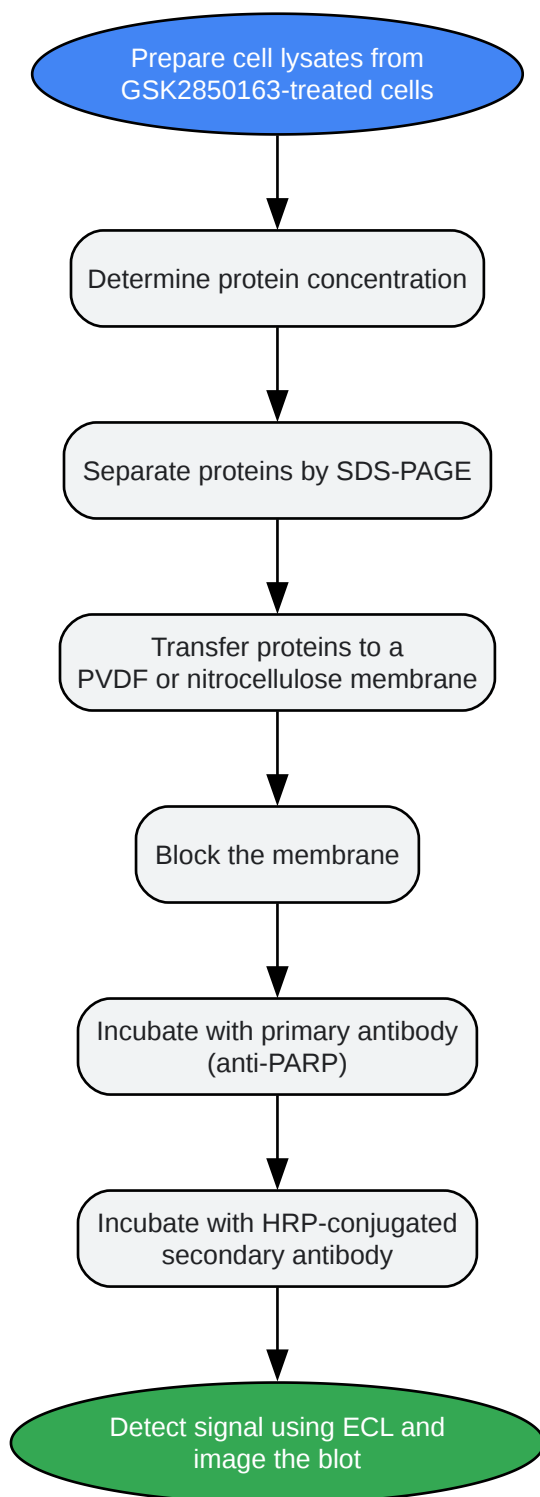 Prepare cell lysates from
GSK2850163-treated cells
Determine protein concentration
Separate proteins by SDS-PAGE
Transfer proteins to a
PVDF or nitrocellulose membrane
Block the membrane
Incubate with primary antibody
(anti-PARP)
Incubate with HRP-conjugated
secondary antibody
Detect signal using ECL and
image the blot